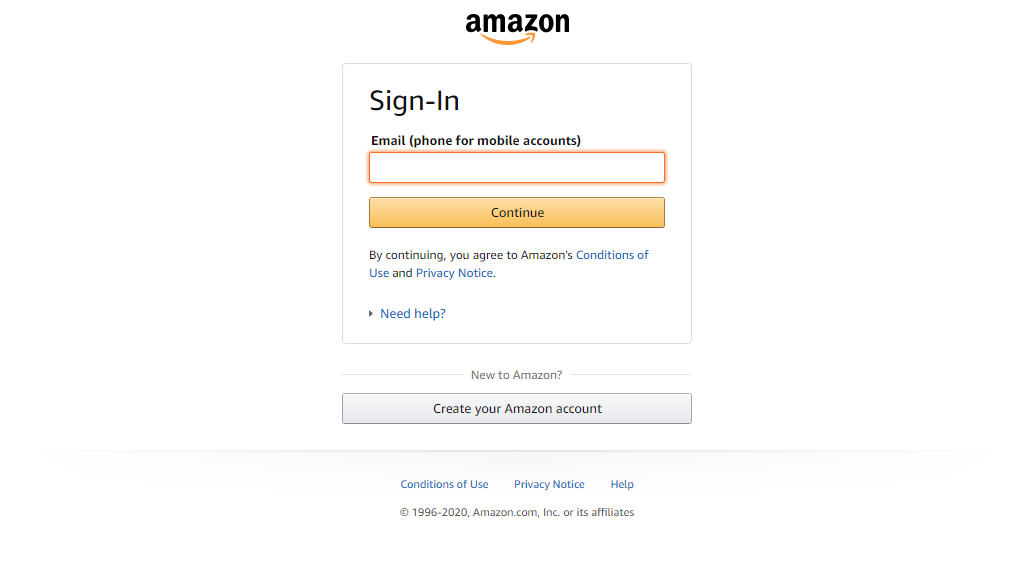 amazon
Sign-In
Email (phone for mobile accounts)
Continue
By continuing, you agree to Amazon's Conditions of
Use and Privacy Notice.
Need help?
New to Amazon?
Create your Amazon account
Conditions of Use Privacy Notice Help
© 1996-2020, Amazon.com, Inc. or its affiliates